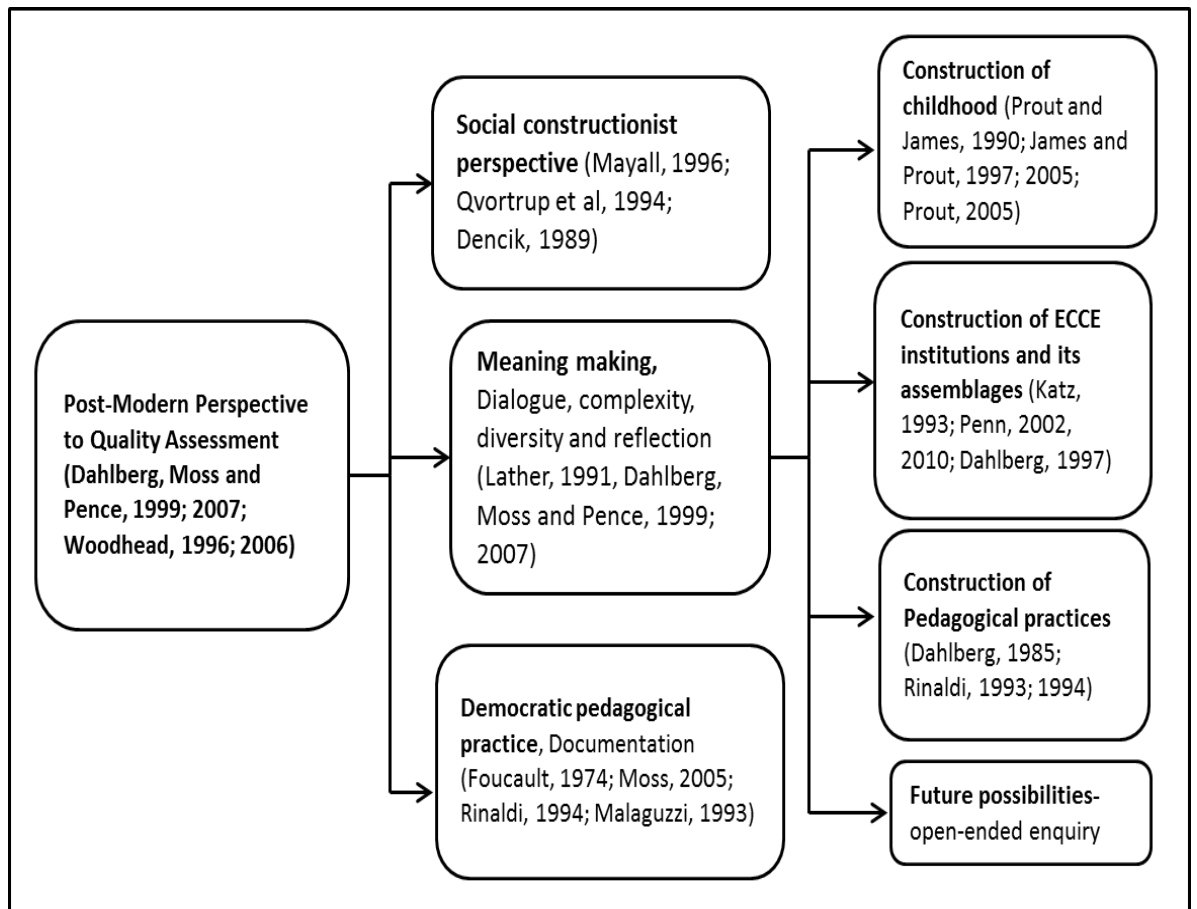 Post-Modern Perspective
to Quality Assessment
(Dahlberg, Moss and
Pence, 1999; 2007;
Woodhead, 1996; 2006)
Social constructionist
perspective (Mayall, 1996;
Qvortrup et al, 1994;
Dencik, 1989)
Meaning making,
Dialogue, complexity,
diversity and reflection
(Lather, 1991, Dahlberg,
Moss and Pence, 1999;
2007)
Democratic pedagogical
practice, Documentation
(Foucault, 1974; Moss, 2005;
Rinaldi, 1994; Malaguzzi, 1993)
Construction of
childhood (Prout and
James, 1990; James and
Prout, 1997; 2005;
Prout, 2005)
Construction of ECCE
institutions and its
assemblages (Katz,
1993; Penn, 2002,
2010; Dahlberg, 1997)
Construction of
Pedagogical practices
(Dahlberg, 1985;
Rinaldi, 1993; 1994)
Future possibilities-
open-ended enquiry